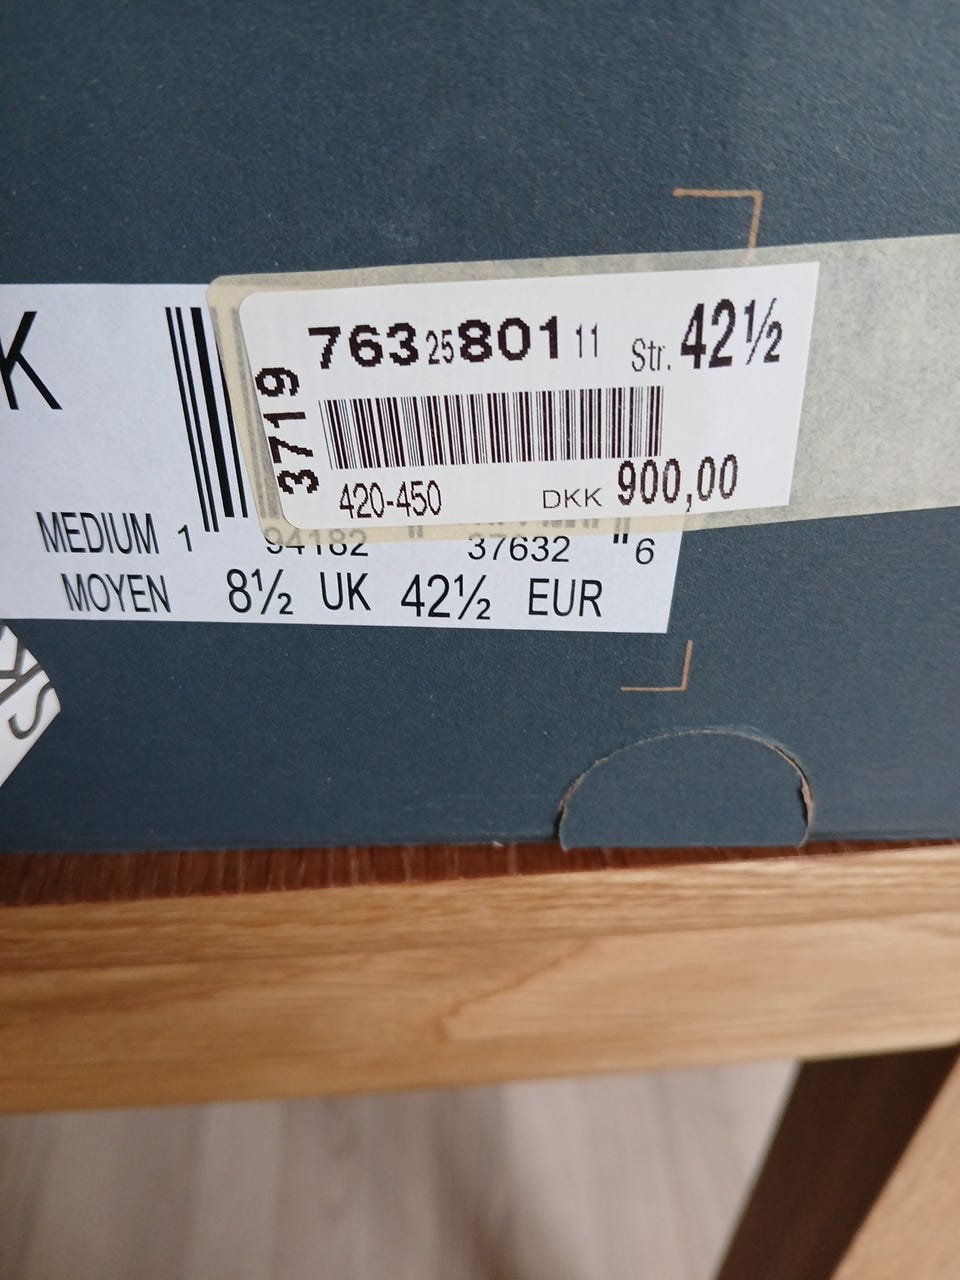 K
763 25 801 11 Str. 42½
3719
420-450 DKK 900,00
MEDIUM 1 94182 37632 6
MOYEN 8½ UK 42½ EUR